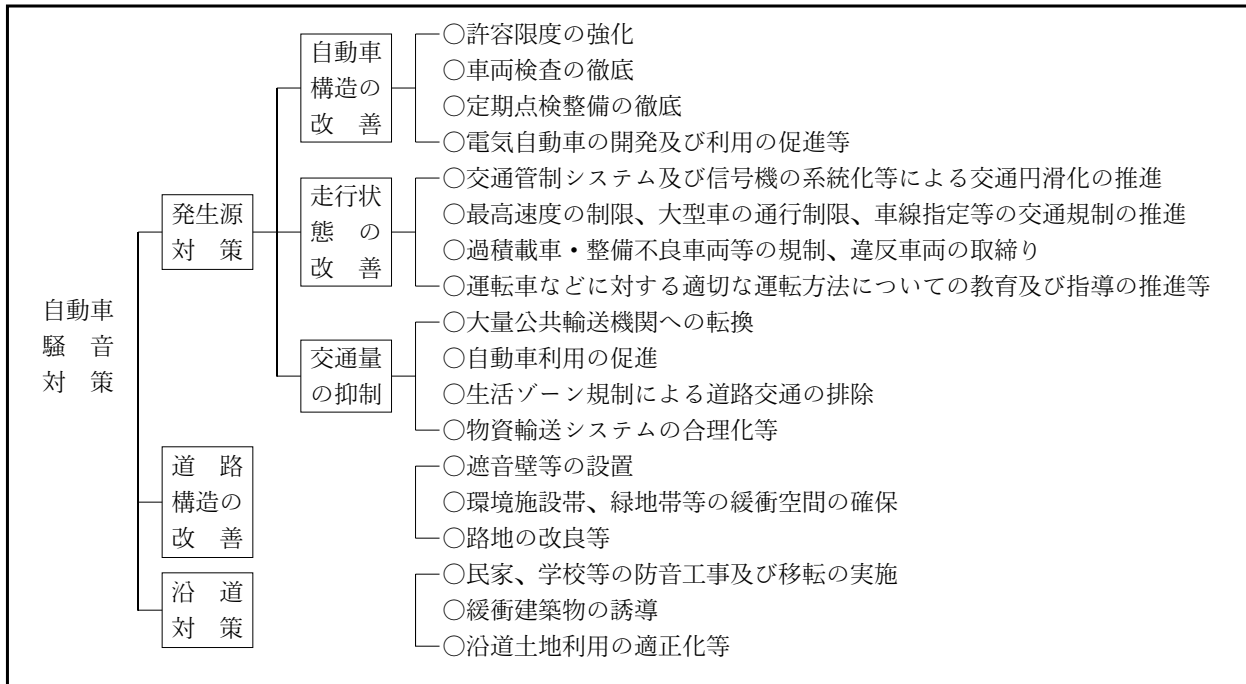 自動車
騒音
対策
発生源
対策
自動車
構造の
改善
○許容限度の強化
○車両検査の徹底
○定期点検整備の徹底
○電気自動車の開発及び利用の促進等
走行状
態の
改善
○交通管制システム及び信号機の系統化等による交通円滑化の推進
○最高速度の制限、大型車の通行制限、車線指定等の交通規制の推進
○過積載車・整備不良車両等の規制、違反車両の取締り
○運転車などに対する適切な運転方法についての教育及び指導の推進等
交通量
の抑制
○大量公共輸送機関への転換
○自動車利用の促進
○生活ゾーン規制による道路交通の排除
○物資輸送システムの合理化等
道路
構造の
改善
○遮音壁等の設置
○環境施設帯、緑地帯等の緩衝空間の確保
○路地の改良等
沿道
対策
○民家、学校等の防音工事及び移転の実施
○緩衝建築物の誘導
○沿道土地利用の適正化等